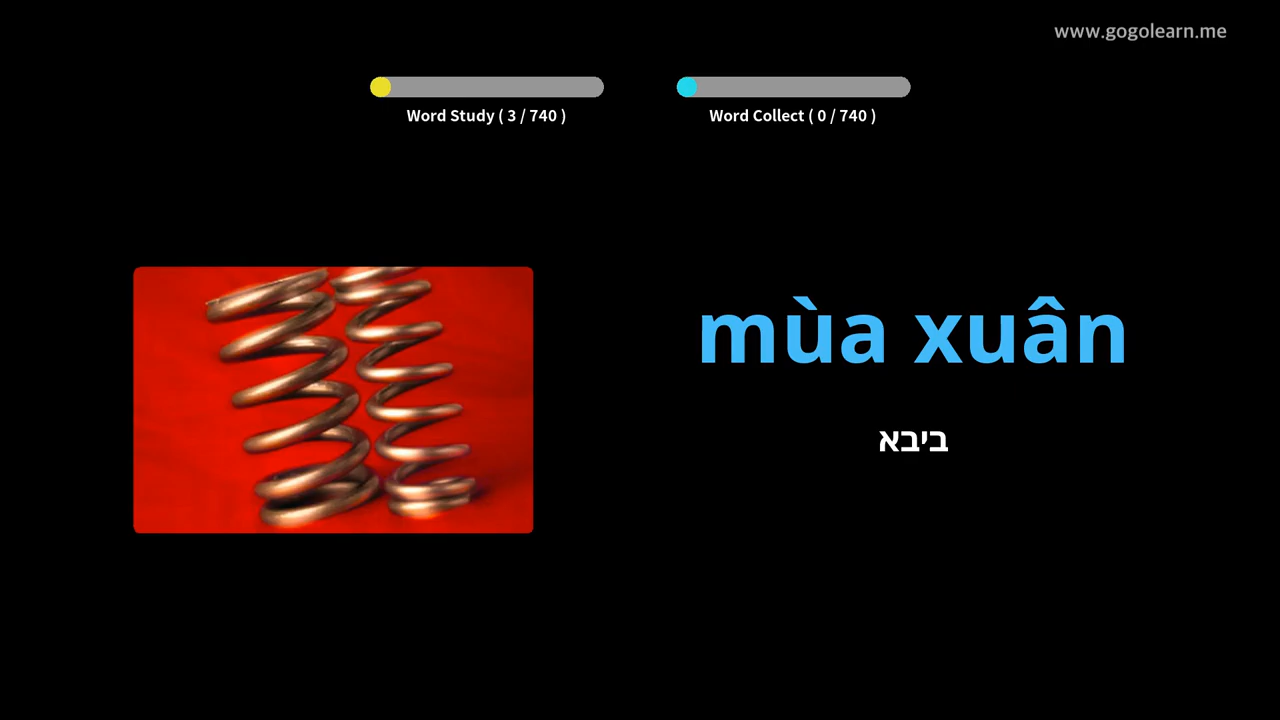 www.gogolearn.me
Word Study ( 3 / 740 )
Word Collect ( 0 / 740 )
mùa xuân
ביבא